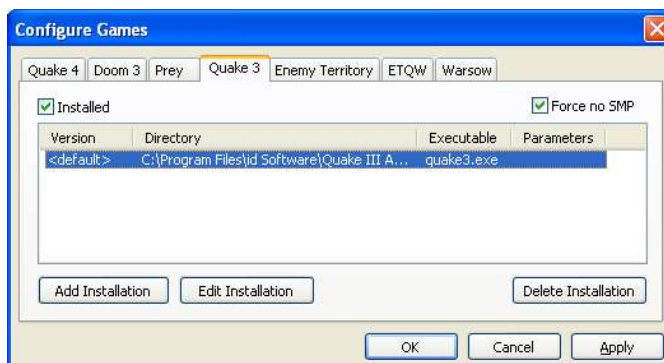 Configure Games
Quake 4 Doom 3 Prey Quake 3 Enemy Territory ETQW Warsow
Installed Force no SMP
Version Directory Executable Parameters
<default> C:\Program Files\id Software\Quake III A... quake3.exe
Add Installation Edit Installation Delete Installation
OK Cancel Apply